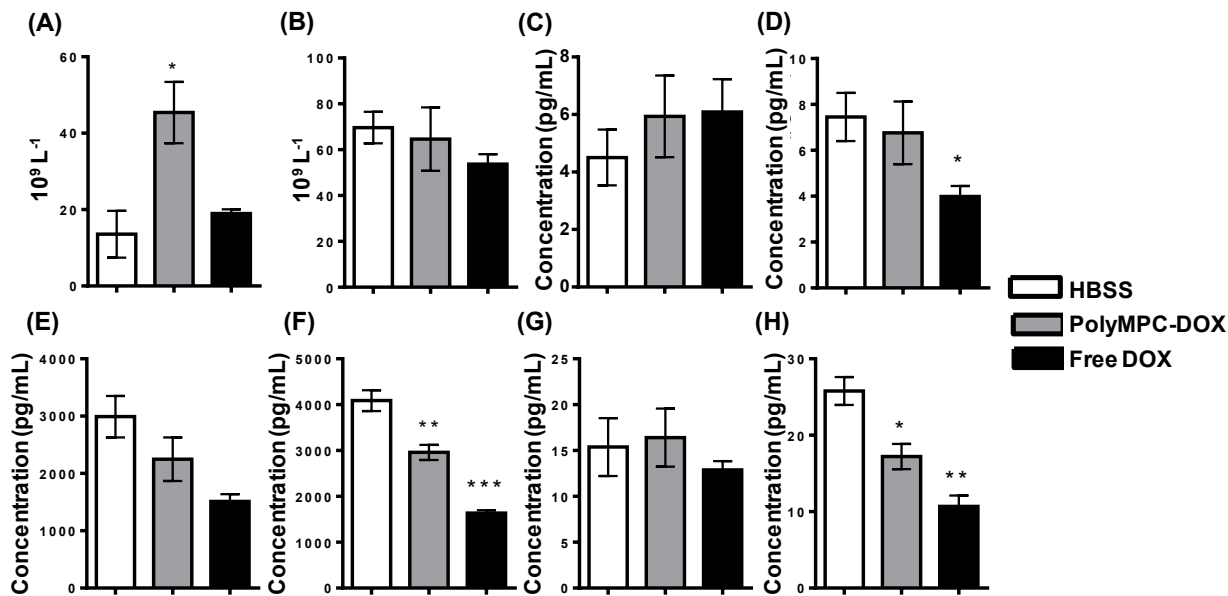 (A)
60
40
20
0
10⁹ L⁻¹
*
(B)
100
80
60
40
20
0
10⁹ L⁻¹
(C)
8
6
4
2
0
Concentration (pg/mL)
(D)
10
8
6
4
2
0
Concentration (pg/mL)
*
HBSS
PolyMPC-DOX
Free DOX
(E)
4000
3000
2000
1000
0
Concentration (pg/mL)
(F)
5000
4000
3000
2000
1000
0
Concentration (pg/mL)
**
***
(G)
25
20
15
10
5
0
Concentration (pg/mL)
(H)
30
20
10
0
Concentration (pg/mL)
*
**